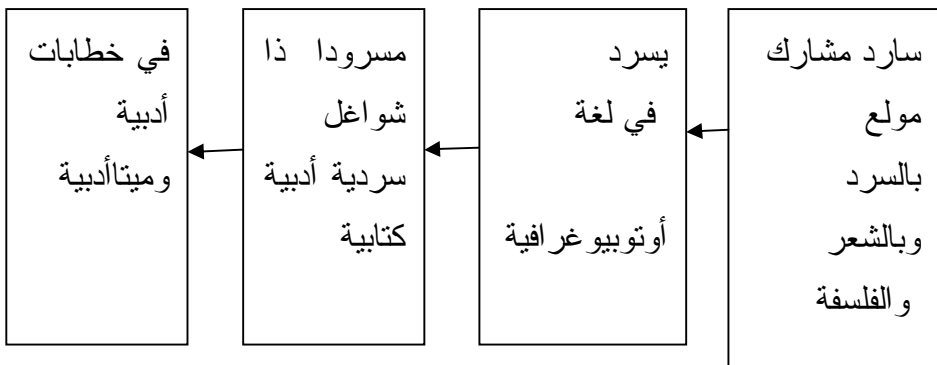 سارد مشارك
مولع
بالسرد
وبالشعر
والفلسفة
يسرد
في لغة
أوتوبيوغرافية
مسرودا ذا
شواغل
سردية أدبية
كتابية
في خطابات
أدبية
وميتاأدبية